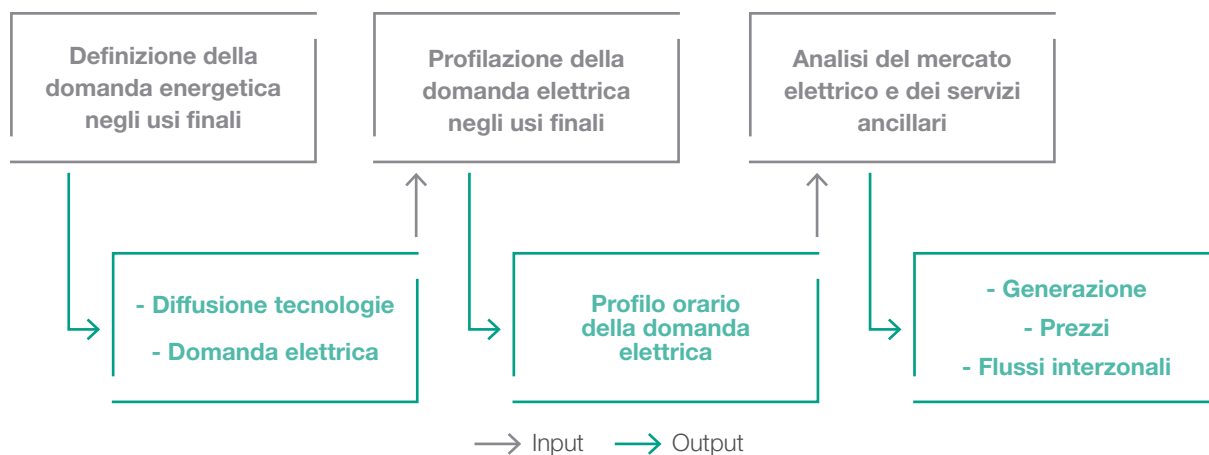 Definizione della
domanda energetica
negli usi finali
Profilazione della
domanda elettrica
negli usi finali
Analisi del mercato
elettrico e dei servizi
ancillari
- Diffusione tecnologie
- Domanda elettrica
Profilo orario
della domanda
elettrica
- Generazione
- Prezzi
- Flussi interzonali
Input
Output